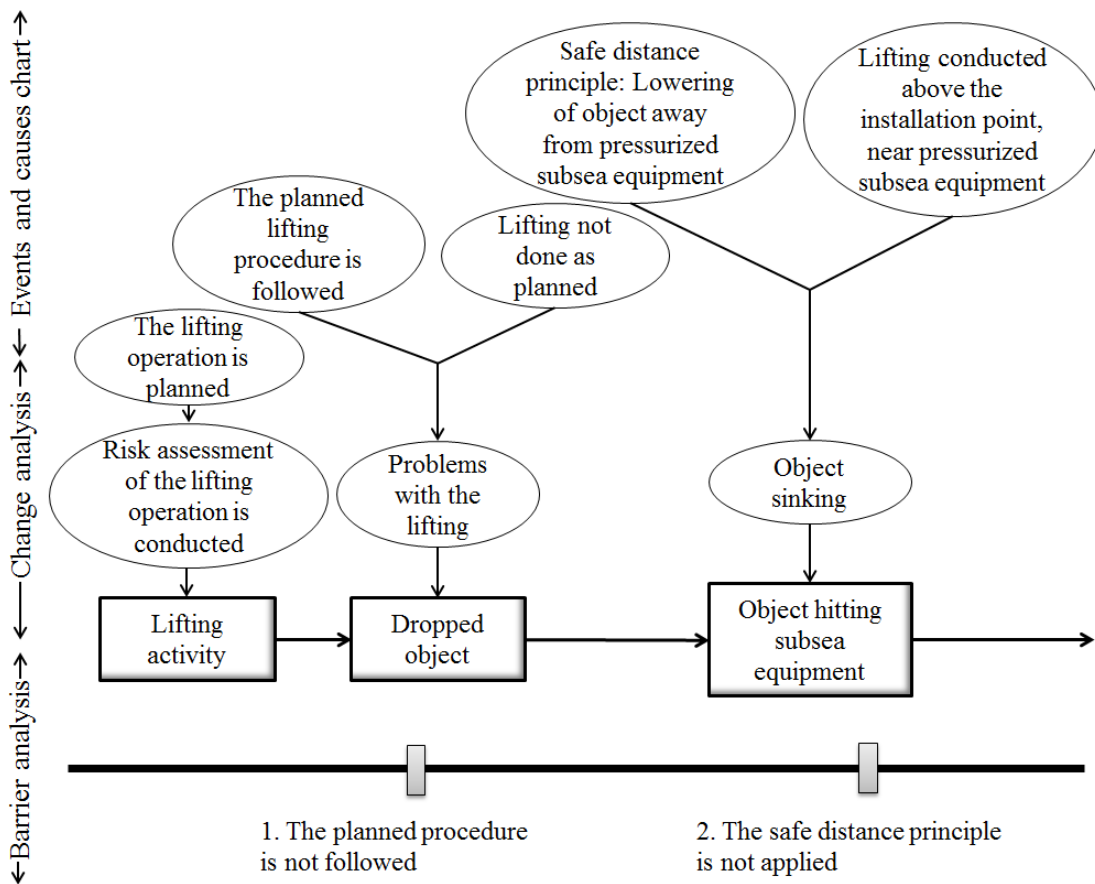 Events and causes chart
Change analysis
Barrier analysis
Safe distance
principle: Lowering
of object away
from pressurized
subsea equipment
Lifting conducted
above the
installation point,
near pressurized
subsea equipment
The planned
lifting
procedure is
followed
Lifting not
done as
planned
The lifting
operation is
planned
Risk assessment
of the lifting
operation is
conducted
Problems
with the
lifting
Object
sinking
Lifting
activity
Dropped
object
Object hitting
subsea
equipment
1. The planned procedure
is not followed
2. The safe distance principle
is not applied